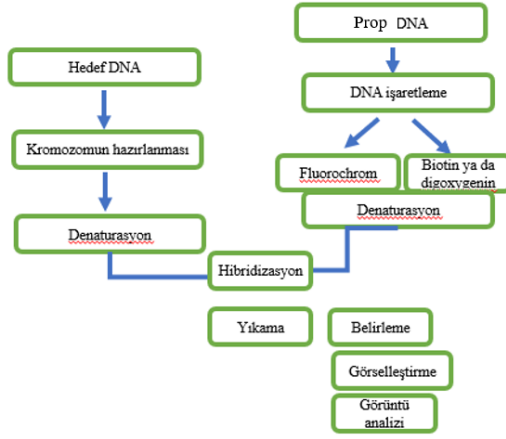 Prop DNA
Hedef DNA
DNA işaretleme
Kromozomun hazırlanması
Fluorochrom
Biotin ya da
digoxygenin
Denaturasyon
Denaturasyon
Hibridizasyon
Yıkama
Belirleme
Görselleştirme
Görüntü
analizi